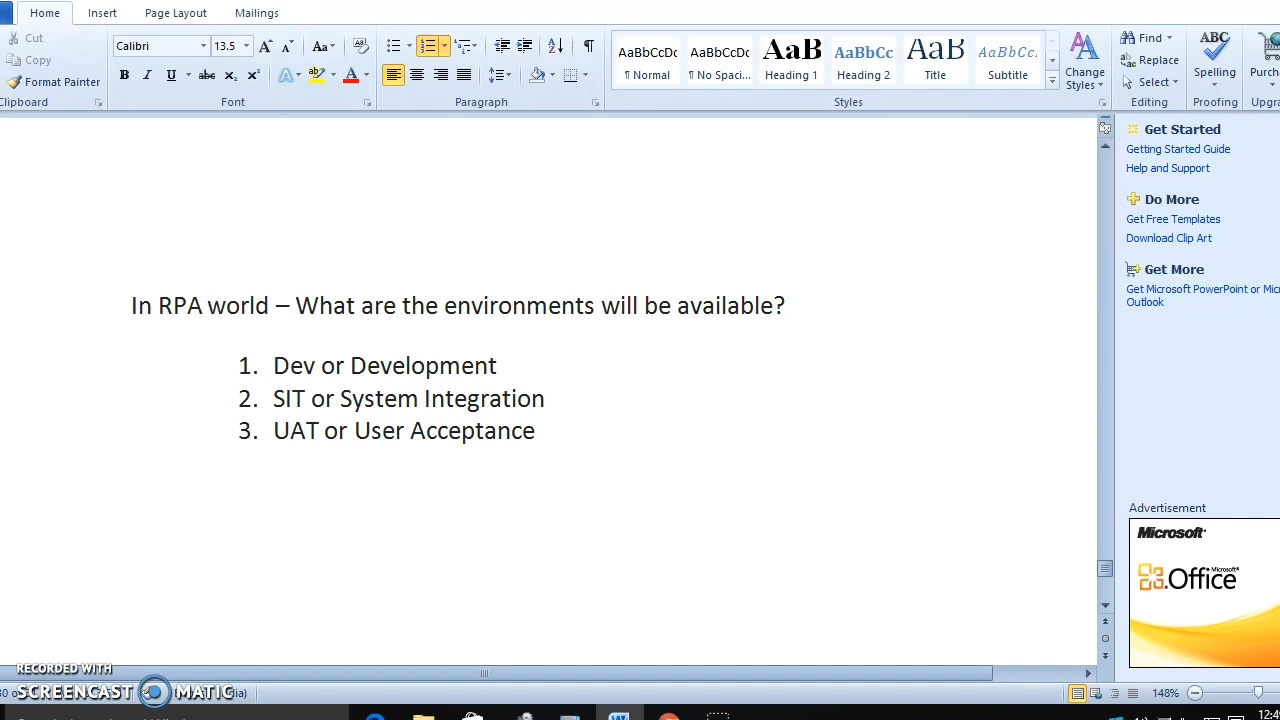 Home Insert Page Layout Mailings
Cut
Copy
Format Painter
Clipboard
Calibri 13.5
Font
Paragraph
AaBbCcDc AaBbCcDc AaB AaBbCc AaB AaBbCc.
¶ Normal ¶ No Spaci... Heading 1 Heading 2 Title Subtitle
Styles
Change
Styles
Find
Replace
Select
Editing
ABC
Spelling
Proofing
Get Started
Getting Started Guide
Help and Support
Do More
Get Free Templates
Download Clip Art
Get More
Get Microsoft PowerPoint or
Outlook
In RPA world – What are the environments will be available?
1. Dev or Development
2. SIT or System Integration
3. UAT or User Acceptance
Advertisement
Microsoft
Microsoft
Office
RECORDED WITH
SCREENCAST MATIC
148%